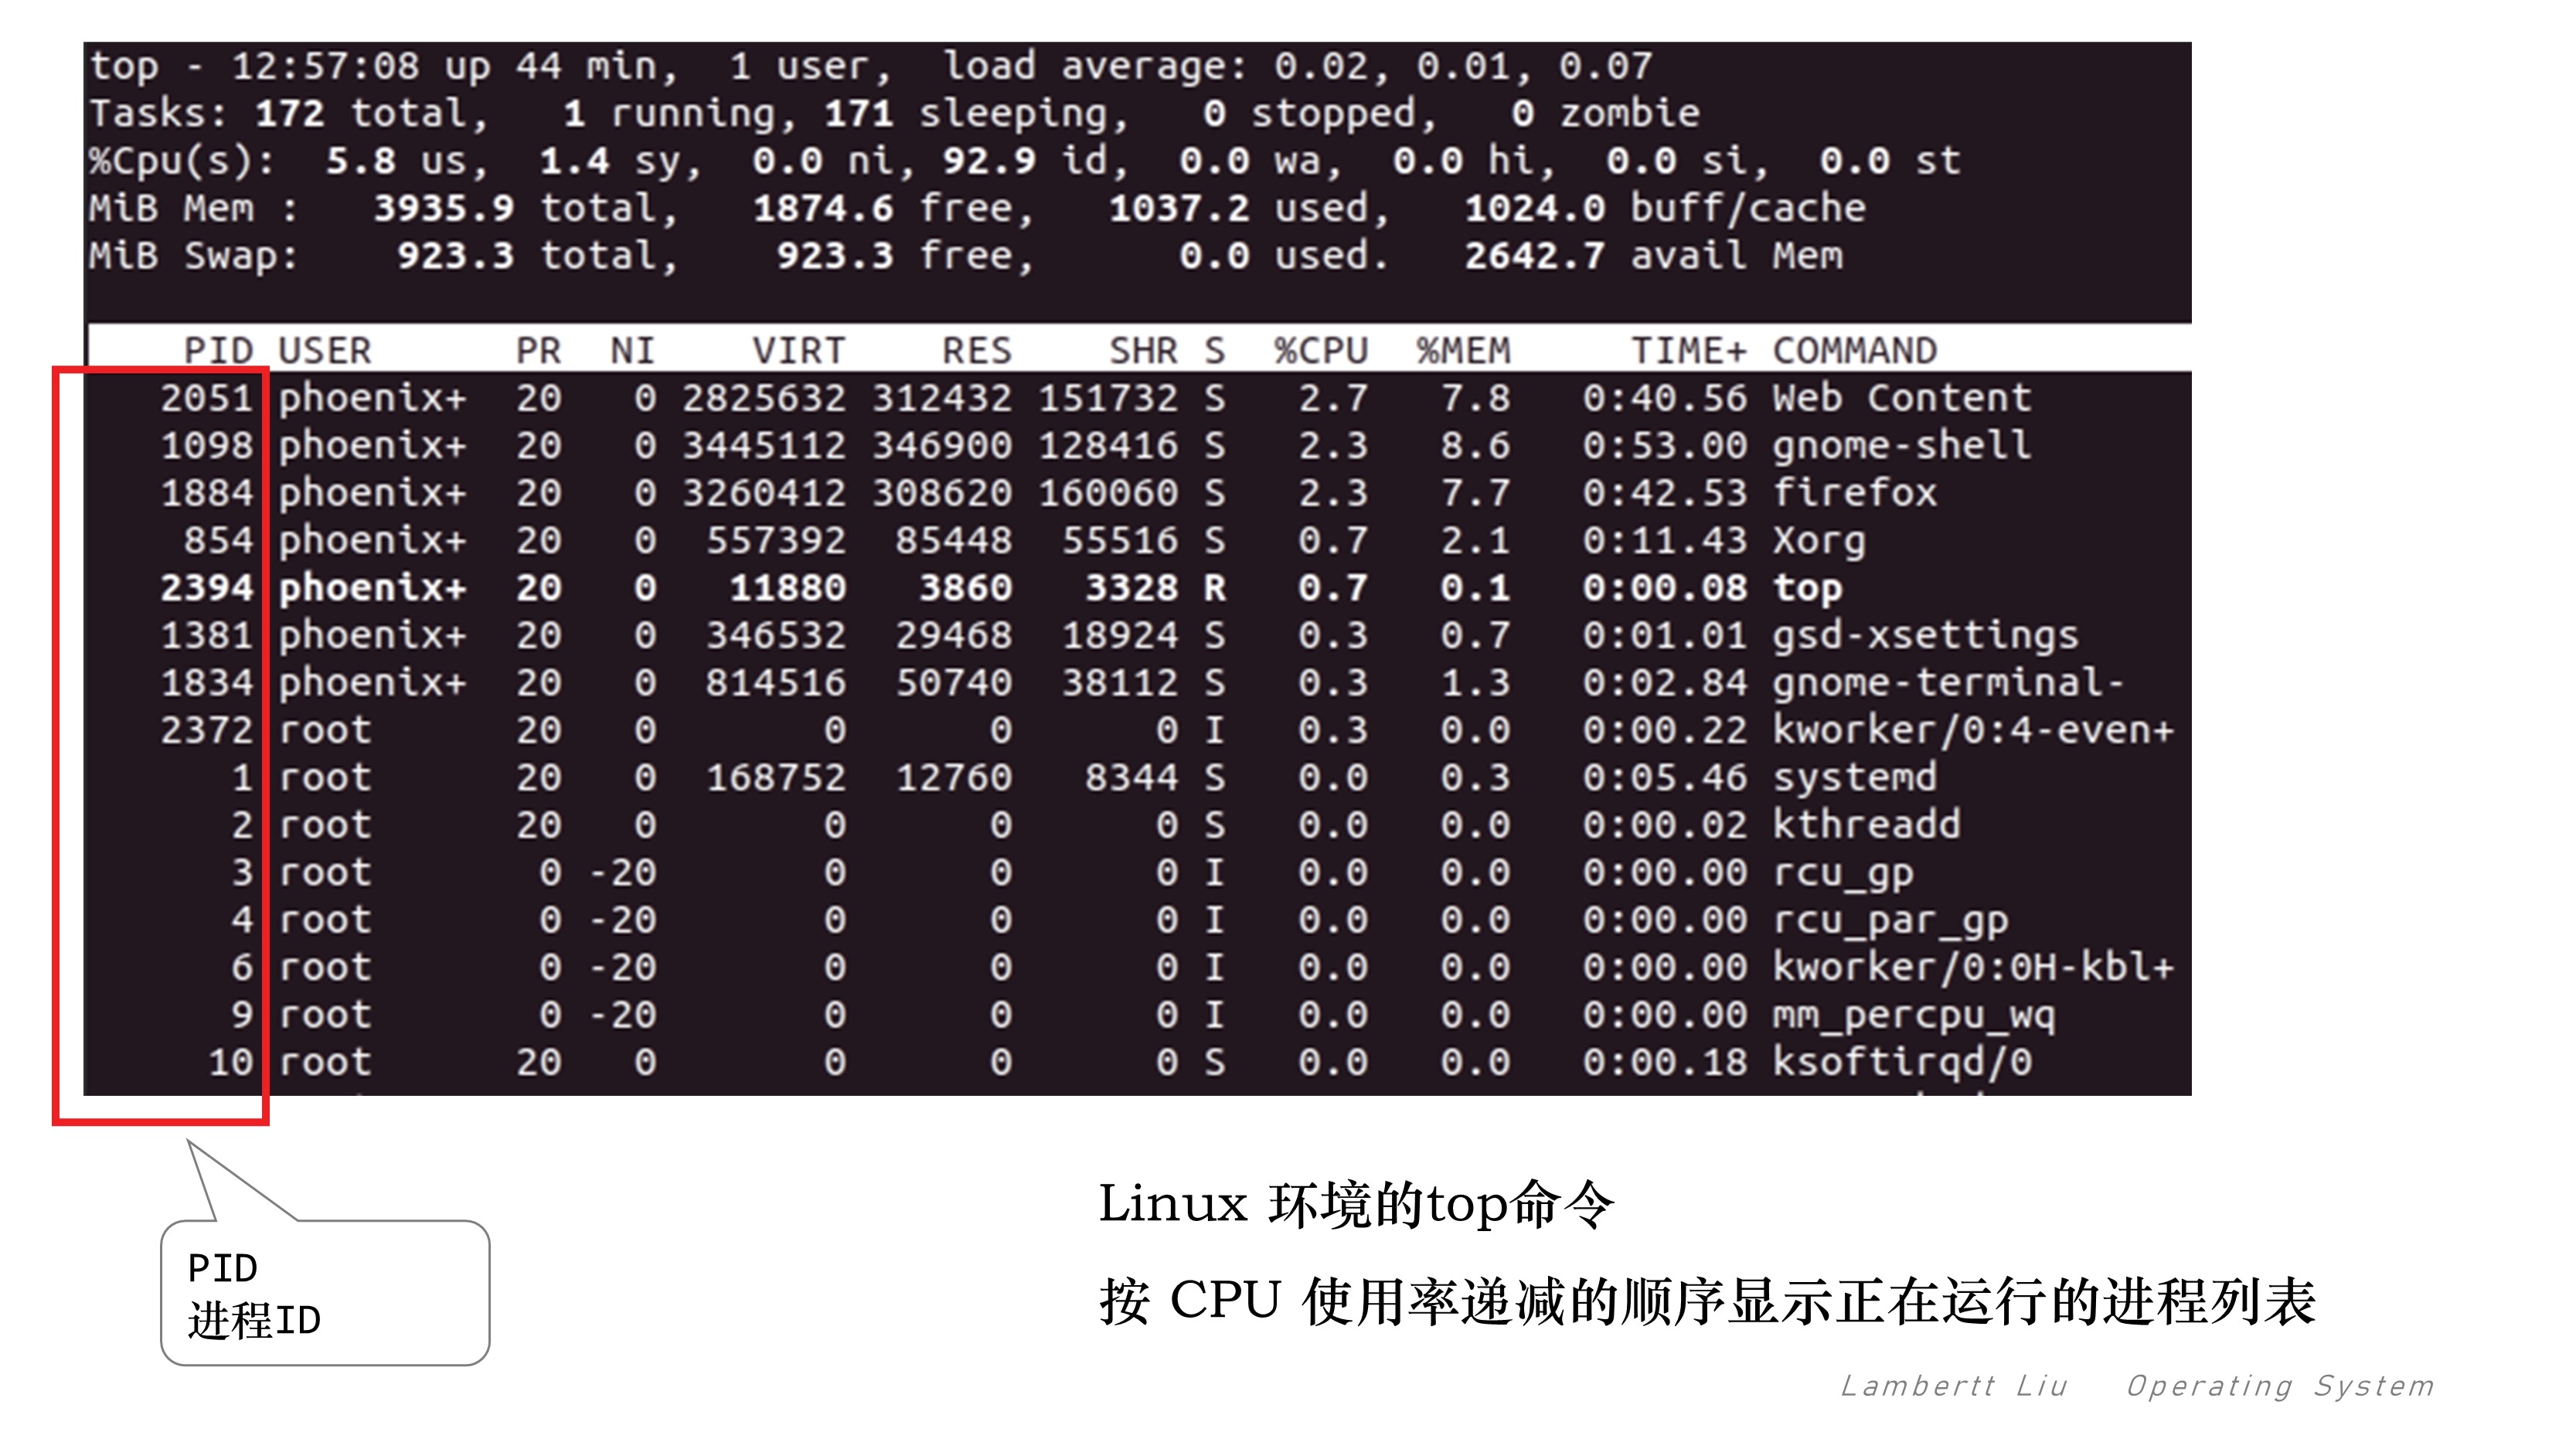 top - 12:57:08 up 44 min,  1 user,  load average: 0.02, 0.01, 0.07
Tasks: 172 total,   1 running, 171 sleeping,   0 stopped,   0 zombie
%Cpu(s):  5.8 us,  1.4 sy,  0.0 ni, 92.9 id,  0.0 wa,  0.0 hi,  0.0 si,  0.0 st
MiB Mem :   3935.9 total,   1874.6 free,   1037.2 used,   1024.0 buff/cache
MiB Swap:    923.3 total,    923.3 free,      0.0 used.   2642.7 avail Mem
PID USER      PR  NI    VIRT    RES    SHR S  %CPU  %MEM     TIME+ COMMAND
2051 phoenix+  20   0 2825632 312432 151732 S   2.7   7.8   0:40.56 Web Content
1098 phoenix+  20   0 3445112 346900 128416 S   2.3   8.6   0:53.00 gnome-shell
1884 phoenix+  20   0 3260412 308620 160060 S   2.3   7.7   0:42.53 firefox
854 phoenix+  20   0  557392  85448  55516 S   0.7   2.1   0:11.43 Xorg
2394 phoenix+  20   0   11880   3860   3328 R   0.7   0.1   0:00.08 top
1381 phoenix+  20   0  346532  29468  18924 S   0.3   0.7   0:01.01 gsd-xsettings
1834 phoenix+  20   0  814516  50740  38112 S   0.3   1.3   0:02.84 gnome-terminal-
2372 root      20   0       0      0      0 I   0.3   0.0   0:00.22 kworker/0:4-even+
1 root      20   0  168752  12760   8344 S   0.0   0.3   0:05.46 systemd
2 root      20   0       0      0      0 S   0.0   0.0   0:00.02 kthreadd
3 root       0 -20       0      0      0 I   0.0   0.0   0:00.00 rcu_gp
4 root       0 -20       0      0      0 I   0.0   0.0   0:00.00 rcu_par_gp
6 root       0 -20       0      0      0 I   0.0   0.0   0:00.00 kworker/0:0H-kbl+
9 root       0 -20       0      0      0 I   0.0   0.0   0:00.00 mm_percpu_wq
10 root      20   0       0      0      0 S   0.0   0.0   0:00.18 ksoftirqd/0
PID
进程ID
Linux 环境的top命令
按 CPU 使用率递减的顺序显示正在运行的进程列表
Lambertt Liu   Operating System